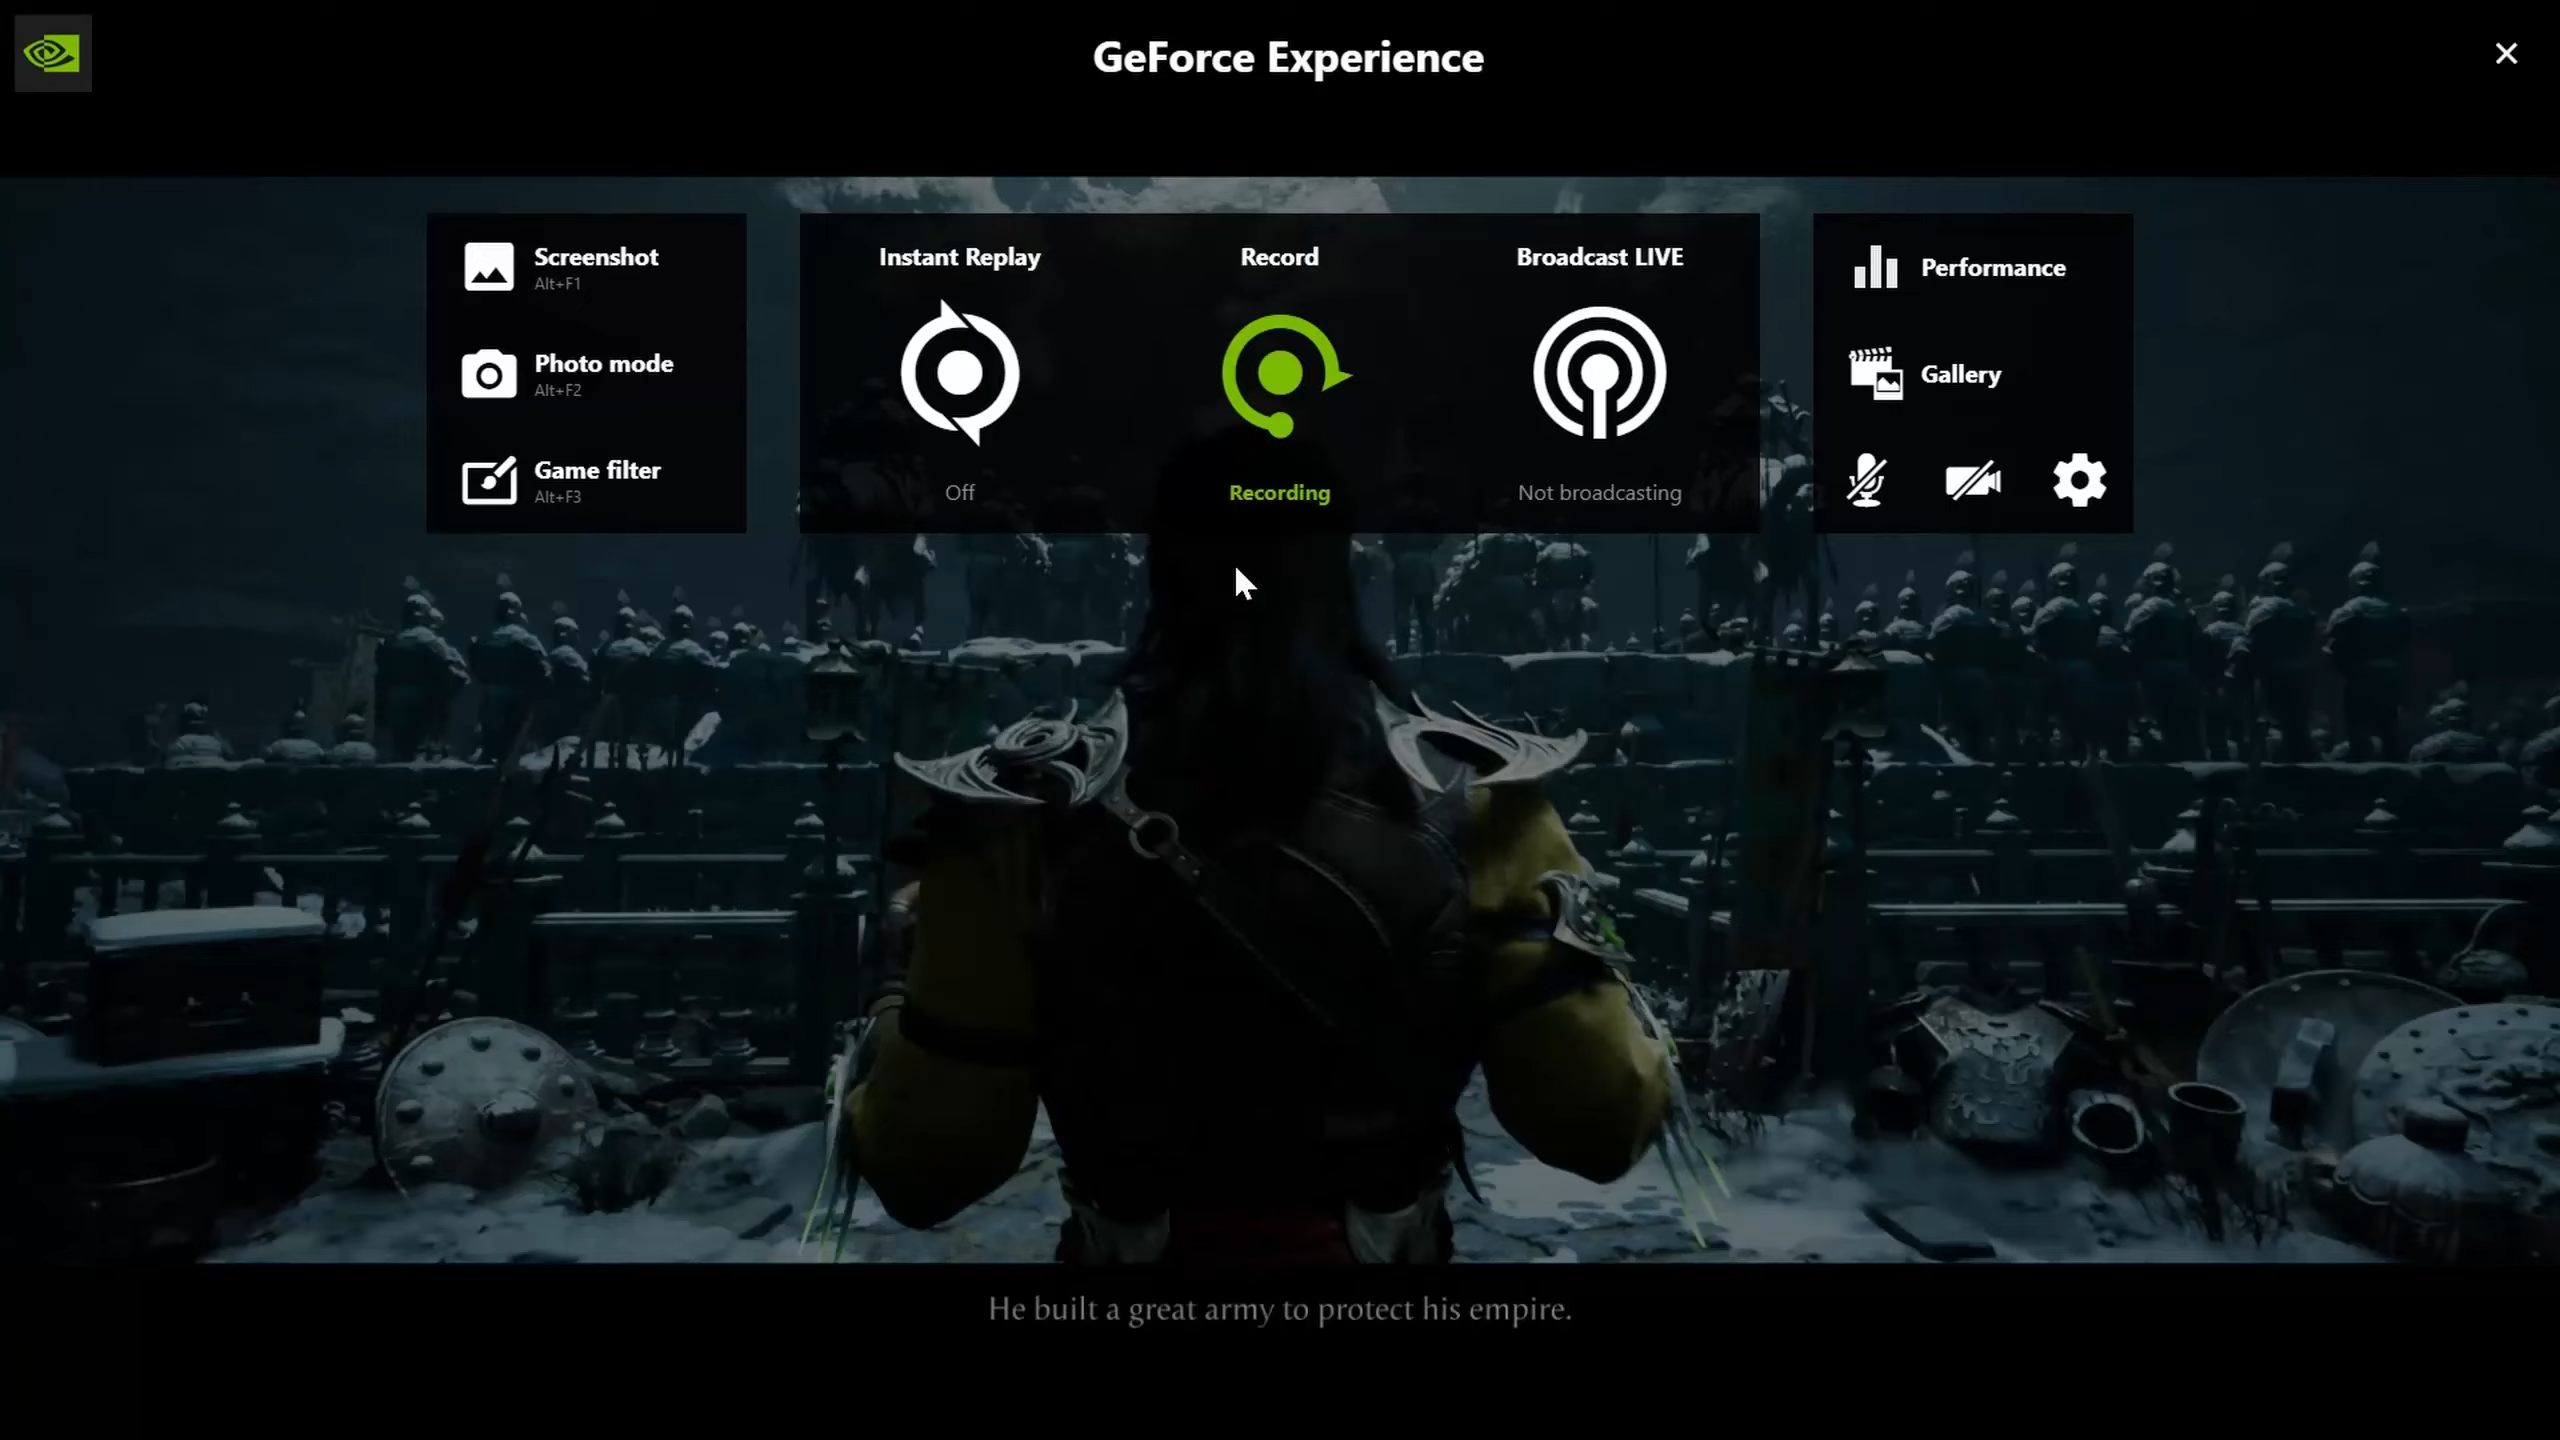 GeForce Experience
Screenshot
Alt+F1
Photo mode
Alt+F2
Game filter
Alt+F3
Instant Replay
Off
Record
Recording
Broadcast LIVE
Not broadcasting
Performance
Gallery
He built a great army to protect his empire.